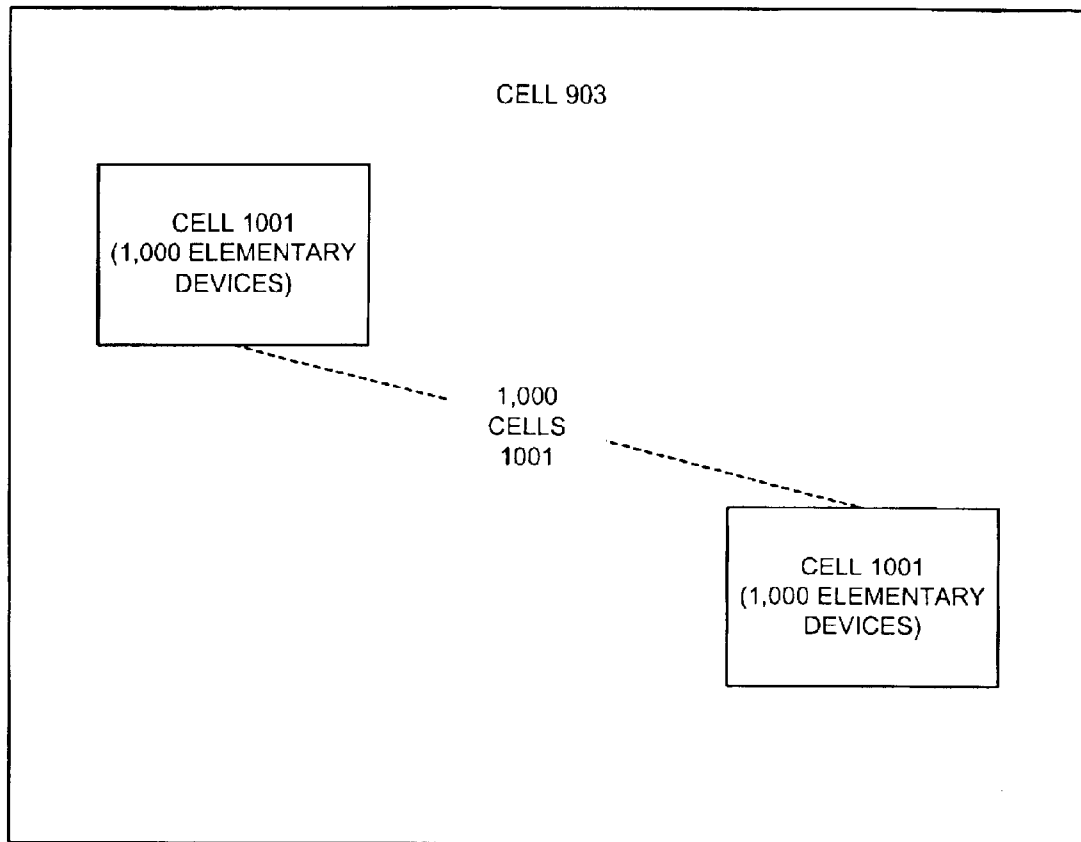 CELL 903
CELL 1001
(1,000 ELEMENTARY
DEVICES)
1,000
CELLS
1001
CELL 1001
(1,000 ELEMENTARY
DEVICES)